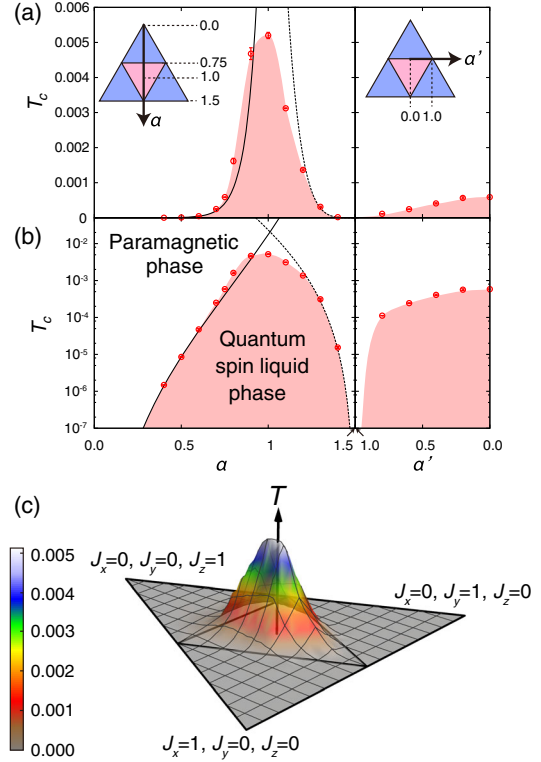 (a)
0.006
0.005
0.004
0.003
0.002
0.001
0
T_c
0.0
0.75
1.0
1.5
α
α’
0.0 1.0
(b)
10⁻²
10⁻³
10⁻⁴
10⁻⁵
10⁻⁶
10⁻⁷
T_c
Paramagnetic
phase
Quantum
spin liquid
phase
0.0 0.5 1.0 1.5
α
1.0 0.8 0.4 0.0
α’
(c)
T
0.005
0.004
0.003
0.002
0.001
0.000
J_x=0, J_y=0, J_z=1
J_x=0, J_y=1, J_z=0
J_x=1, J_y=0, J_z=0